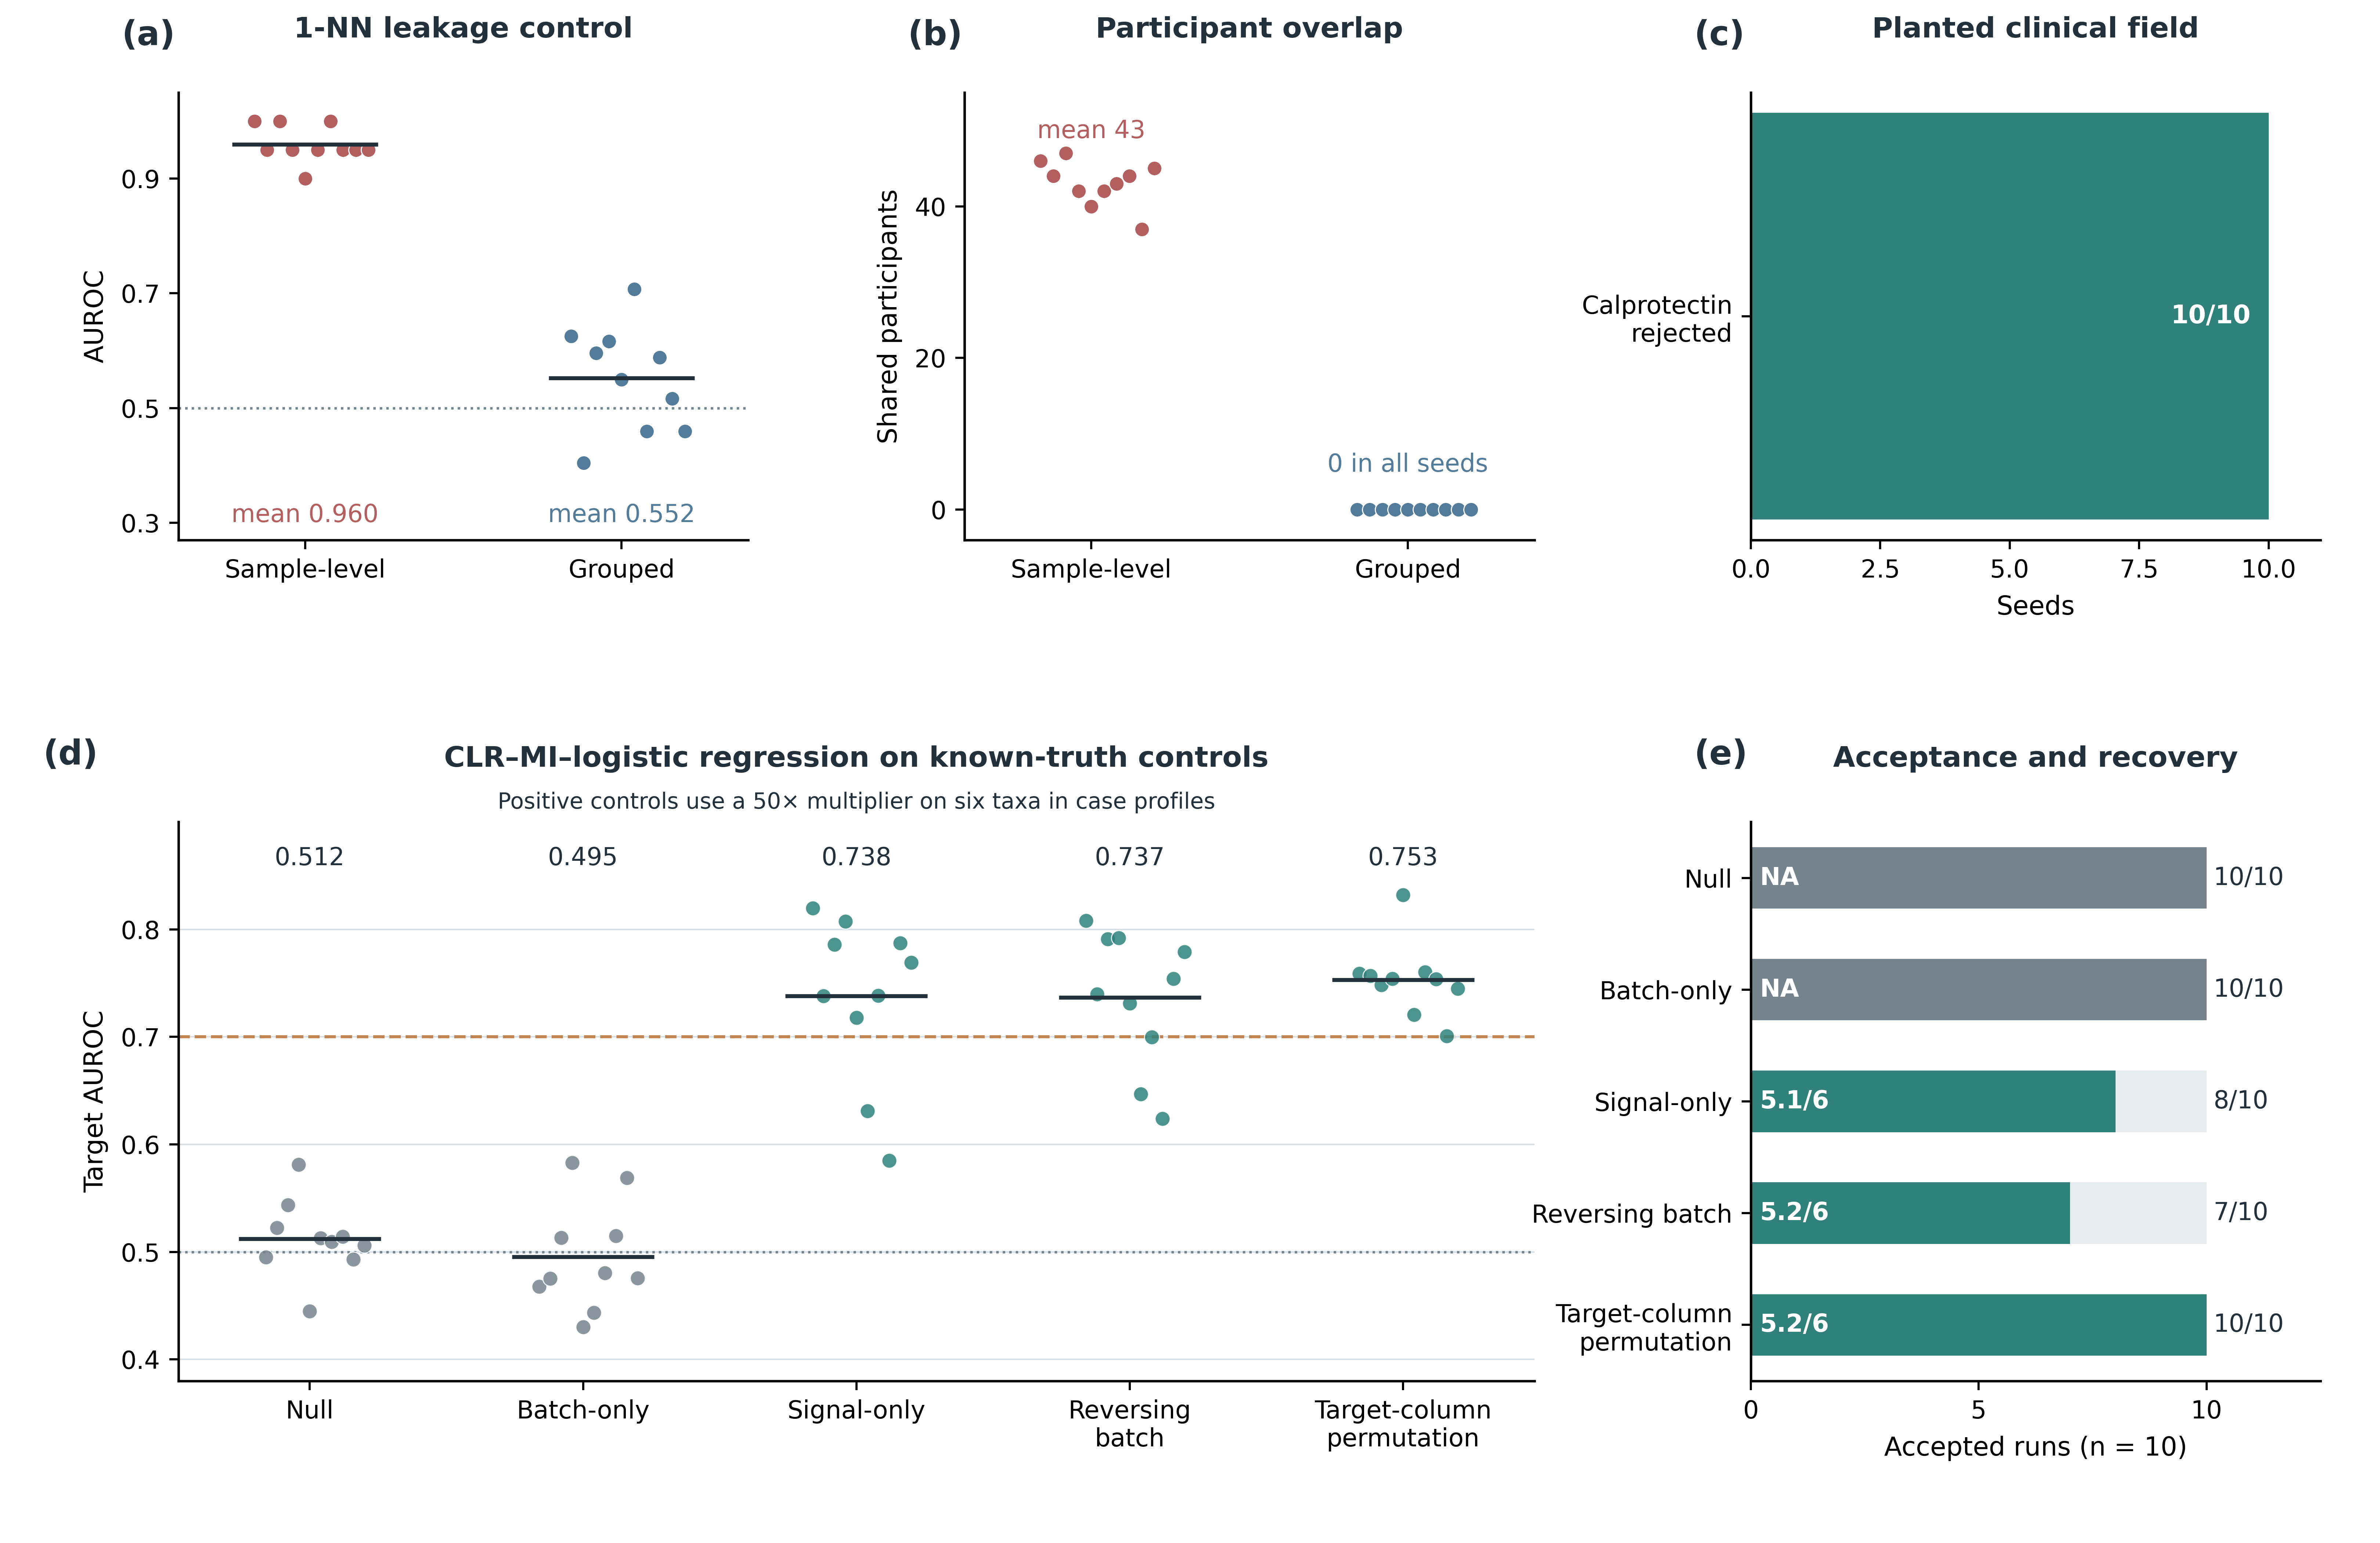 (a)
1-NN leakage control
AUROC
0.9
0.7
0.5
0.3
mean 0.960
mean 0.552
Sample-level
Grouped
(b)
Participant overlap
Shared participants
40
20
0
mean 43
0 in all seeds
Sample-level
Grouped
(c)
Planted clinical field
Calprotectin
rejected
10/10
0.0
2.5
5.0
7.5
10.0
Seeds
(d)
CLR–MI–logistic regression on known-truth controls
Positive controls use a 50× multiplier on six taxa in case profiles
0.512
0.495
0.738
0.737
0.753
Target AUROC
0.8
0.7
0.6
0.5
0.4
Null
Batch-only
Signal-only
Reversing
batch
Target-column
permutation
(e)
Acceptance and recovery
Null
NA
10/10
Batch-only
NA
10/10
Signal-only
5.1/6
8/10
Reversing batch
5.2/6
7/10
Target-column
permutation
5.2/6
10/10
0
5
10
Accepted runs (n = 10)